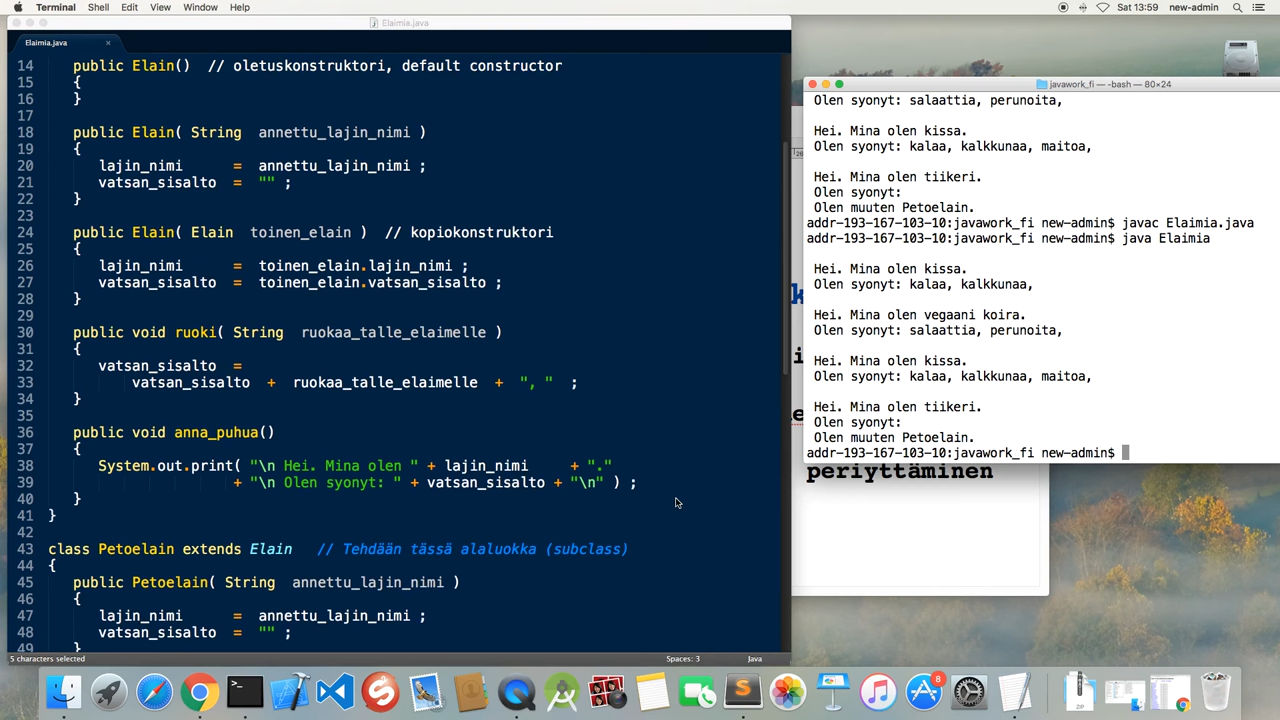 Terminal Shell Edit View Window Help Sat 13:59 new-admin
Elaimia.java
Elaimia.java ×
14 public Elain() // oletuskonstruktori, default constructor
15 {
16 }
17
18 public Elain( String annettu_lajin_nimi )
19 {
20 lajin_nimi = annettu_lajin_nimi ;
21 vatsan_sisalto = "" ;
22 }
23
24 public Elain( Elain toinen_elain ) // kopiokonstruktori
25 {
26 lajin_nimi = toinen_elain.lajin_nimi ;
27 vatsan_sisalto = toinen_elain.vatsan_sisalto ;
28 }
29
30 public void ruoki( String ruokaa_talle_elaimelle )
31 {
32 vatsan_sisalto =
33 vatsan_sisalto + ruokaa_talle_elaimelle + ", " ;
34 }
35
36 public void anna_puhua()
37 {
38 System.out.print( "\n Hei. Mina olen " + lajin_nimi + "."
39 + "\n Olen syonyt: " + vatsan_sisalto + "\n" ) ;
40 }
41 }
42
43 class Petoelain extends Elain // Tehdään tässä alaluokka (subclass)
44 {
45 public Petoelain( String annettu_lajin_nimi )
46 {
47 lajin_nimi = annettu_lajin_nimi ;
48 vatsan_sisalto = "" ;
49 }
5 characters selected Spaces: 3 Java
javawork_fi — -bash — 80×24
Olen syonyt: salaattia, perunoita,
Hei. Mina olen kissa.
Olen syonyt: kalaa, kalkkunaa, maitoa,
Hei. Mina olen tiikeri.
Olen syonyt:
Olen muuten Petoelain.
addr-193-167-103-10:javawork_fi new-admin$ javac Elaimia.java
addr-193-167-103-10:javawork_fi new-admin$ java Elaimia
Hei. Mina olen kissa.
Olen syonyt: kalaa, kalkkunaa,
Hei. Mina olen vegaani koira.
Olen syonyt: salaattia, perunoita,
Hei. Mina olen kissa.
Olen syonyt: kalaa, kalkkunaa, maitoa,
Hei. Mina olen tiikeri.
Olen syonyt:
Olen muuten Petoelain.
addr-193-167-103-10:javawork_fi new-admin$
periyttäminen
8
ZIP